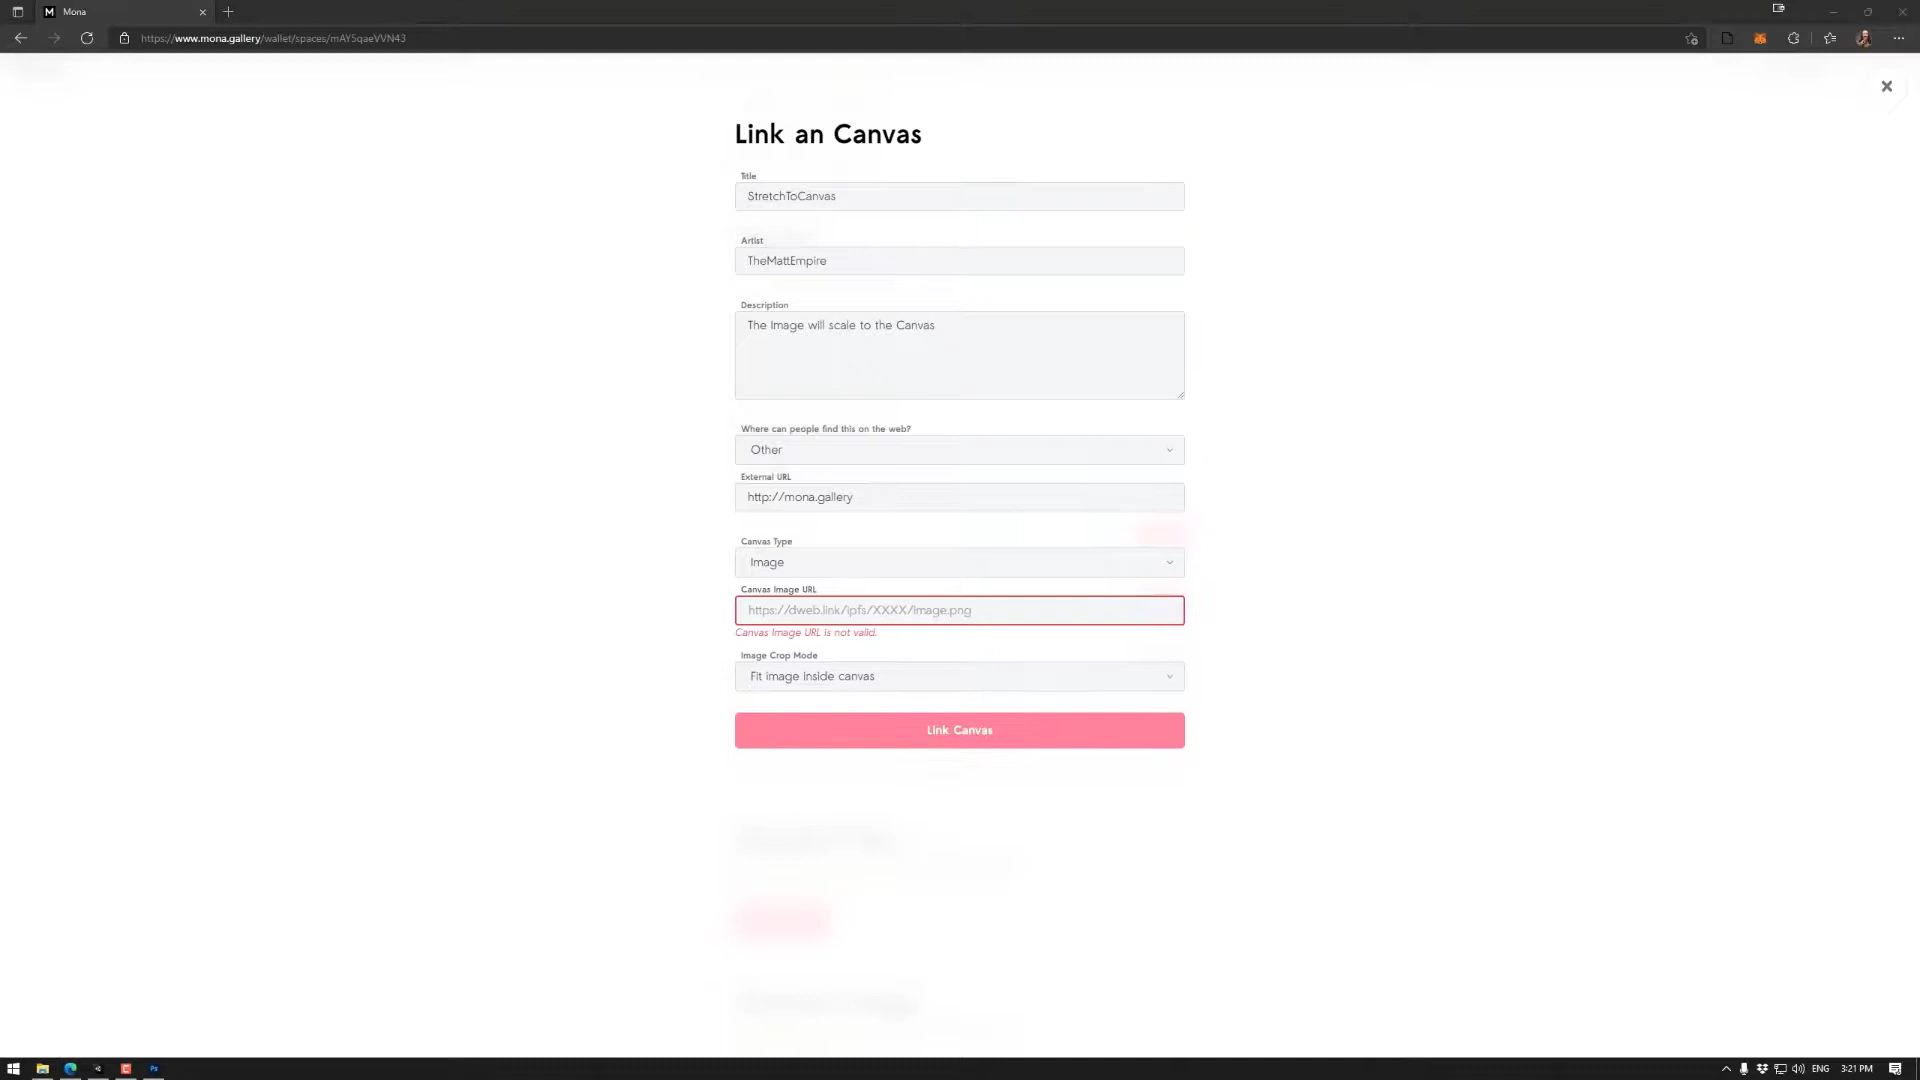 Mona
https://www.mona.gallery/wallet/spaces/mAY5qaeVVN43
Link an Canvas
Title
StretchToCanvas
Artist
TheMattEmpire
Description
The Image will scale to the Canvas
Where can people find this on the web?
Other
External URL
http://mona.gallery
Canvas Type
Image
Canvas Image URL
https://dweb.link/ipfs/XXXX/image.png
Canvas Image URL is not valid.
Image Crop Mode
Fit image inside canvas
Link Canvas
Ps
ENG
3:21 PM